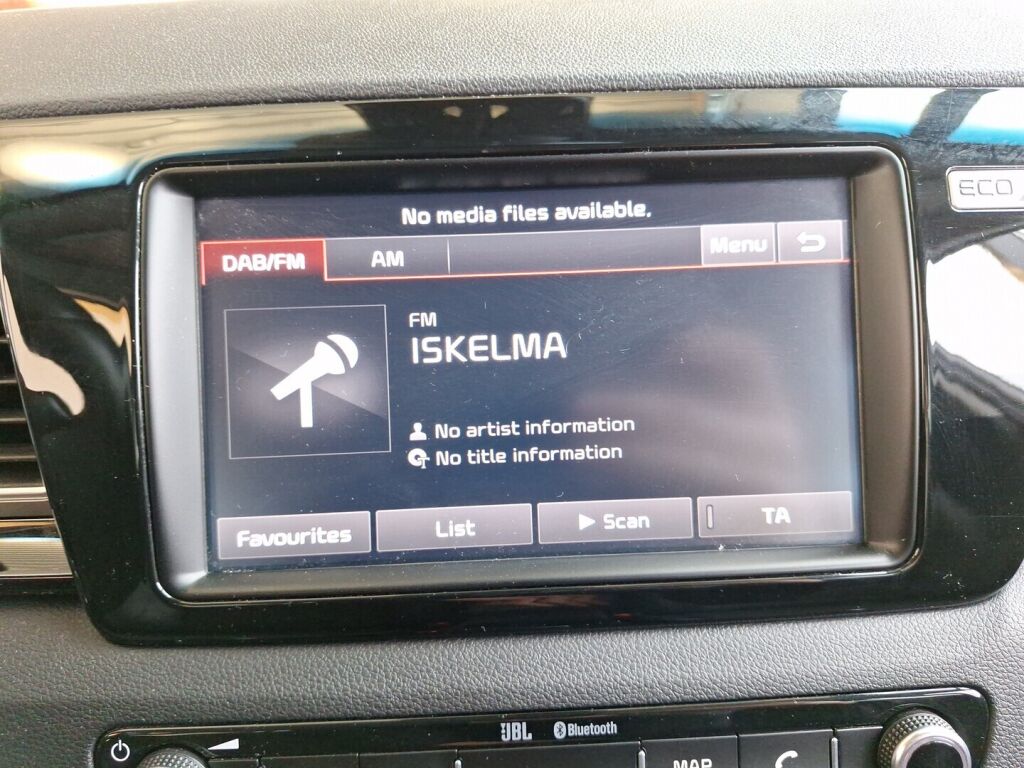 No media files available.
DAB/FM AM Menu
ECO
FM
ISKELMA
No artist information
No title information
Favourites List Scan TA
JBL Bluetooth
MAP